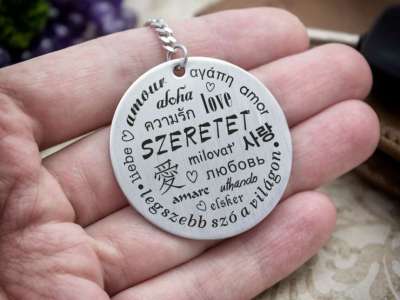 amour
αγάπη
amor
aloha
love
ความรัก
SZERETET
사랑
liebe
milovat'
愛
любовь
amare
uthando
elsker
• legszebb szó a világon •